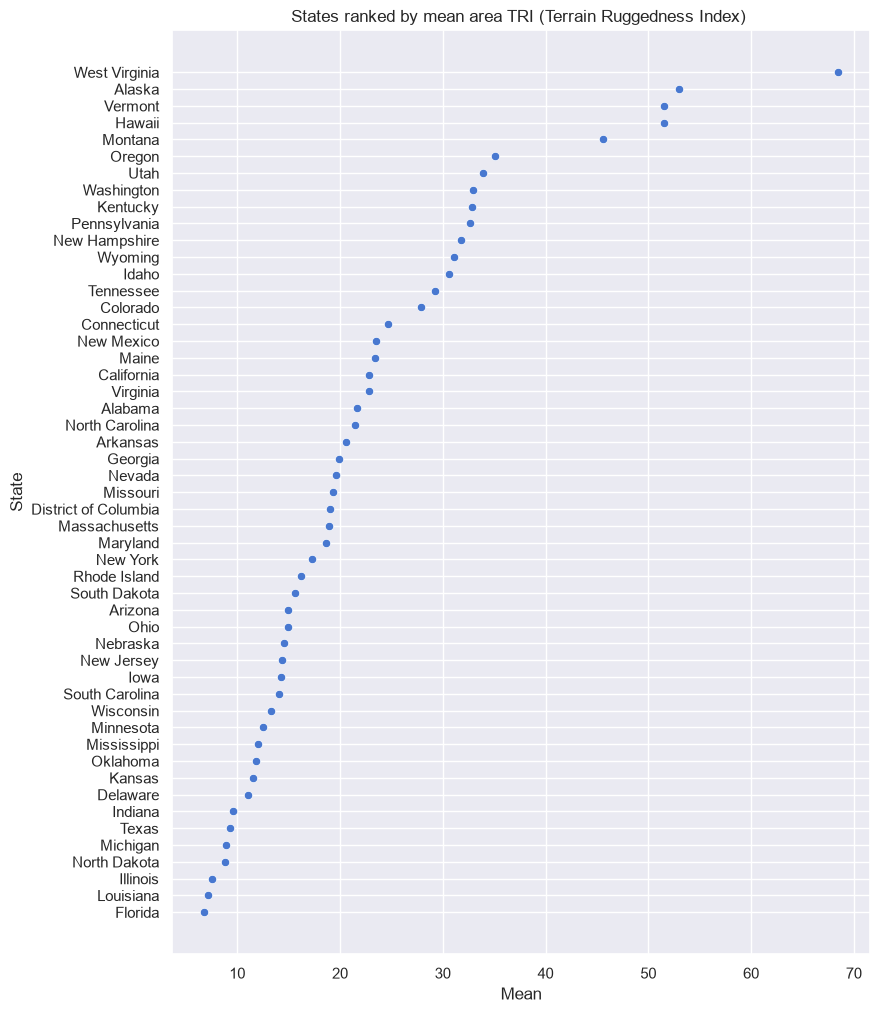 States ranked by mean area TRI (Terrain Ruggedness Index)
West Virginia
Alaska
Vermont
Hawaii
Montana
Oregon
Utah
Washington
Kentucky
Pennsylvania
New Hampshire
Wyoming
Idaho
Tennessee
Colorado
Connecticut
New Mexico
Maine
California
Virginia
Alabama
North Carolina
Arkansas
Georgia
Nevada
Missouri
District of Columbia
Massachusetts
Maryland
New York
Rhode Island
South Dakota
Arizona
Ohio
Nebraska
New Jersey
Iowa
South Carolina
Wisconsin
Minnesota
Mississippi
Oklahoma
Kansas
Delaware
Indiana
Texas
Michigan
North Dakota
Illinois
Louisiana
Florida
State
10 20 30 40 50 60 70
Mean